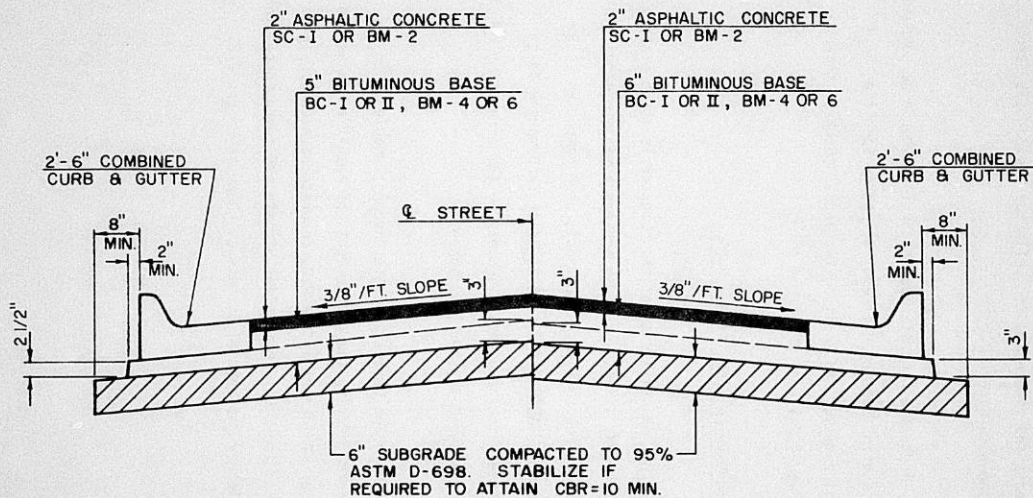 2" ASPHALTIC CONCRETE
SC-I OR BM-2
2" ASPHALTIC CONCRETE
SC-I OR BM-2
5" BITUMINOUS BASE
BC-I OR II, BM-4 OR 6
6" BITUMINOUS BASE
BC-I OR II, BM-4 OR 6
2'-6" COMBINED
CURB & GUTTER
2'-6" COMBINED
CURB & GUTTER
℄ STREET
8"
MIN.
2"
MIN.
8"
MIN.
2"
MIN.
3/8"/FT. SLOPE
3"
3"
3/8"/FT. SLOPE
2 1/2"
3"
6" SUBGRADE COMPACTED TO 95%
ASTM D-698. STABILIZE IF
REQUIRED TO ATTAIN CBR=10 MIN.